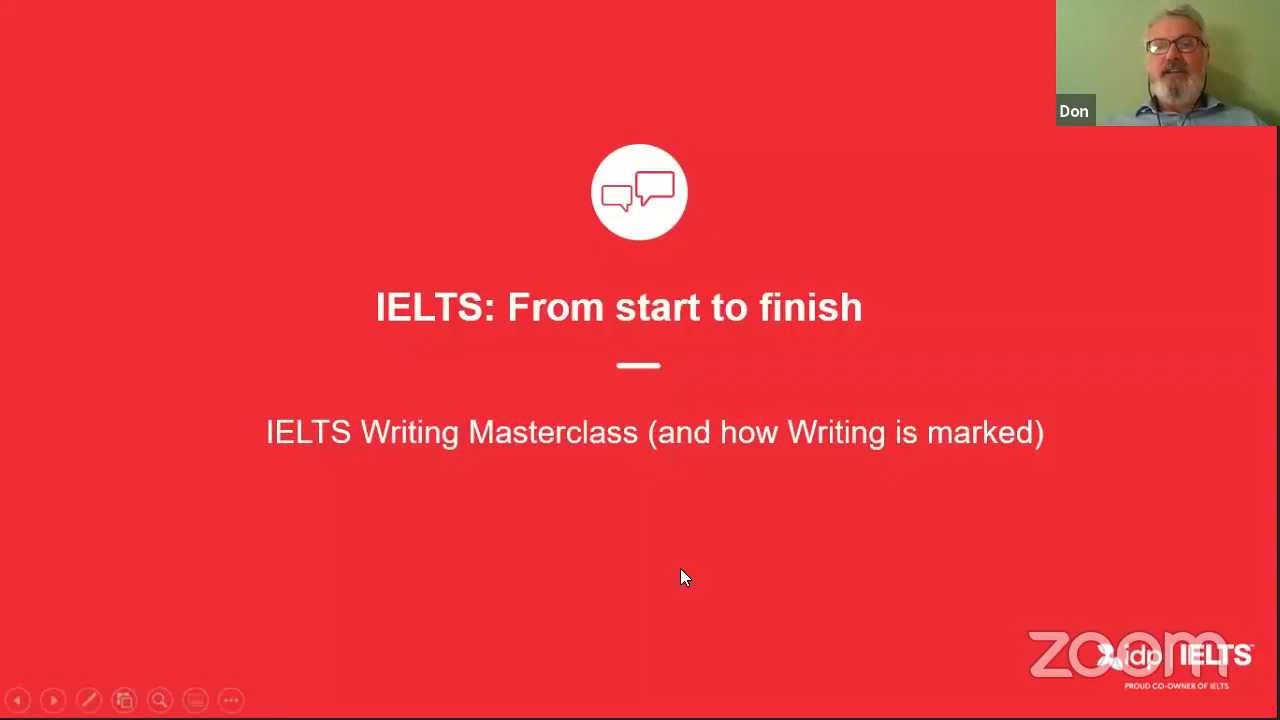 Don
IELTS: From start to finish
IELTS Writing Masterclass (and how Writing is marked)
zoom
idp IELTS™
PROUD CO-OWNER OF IELTS